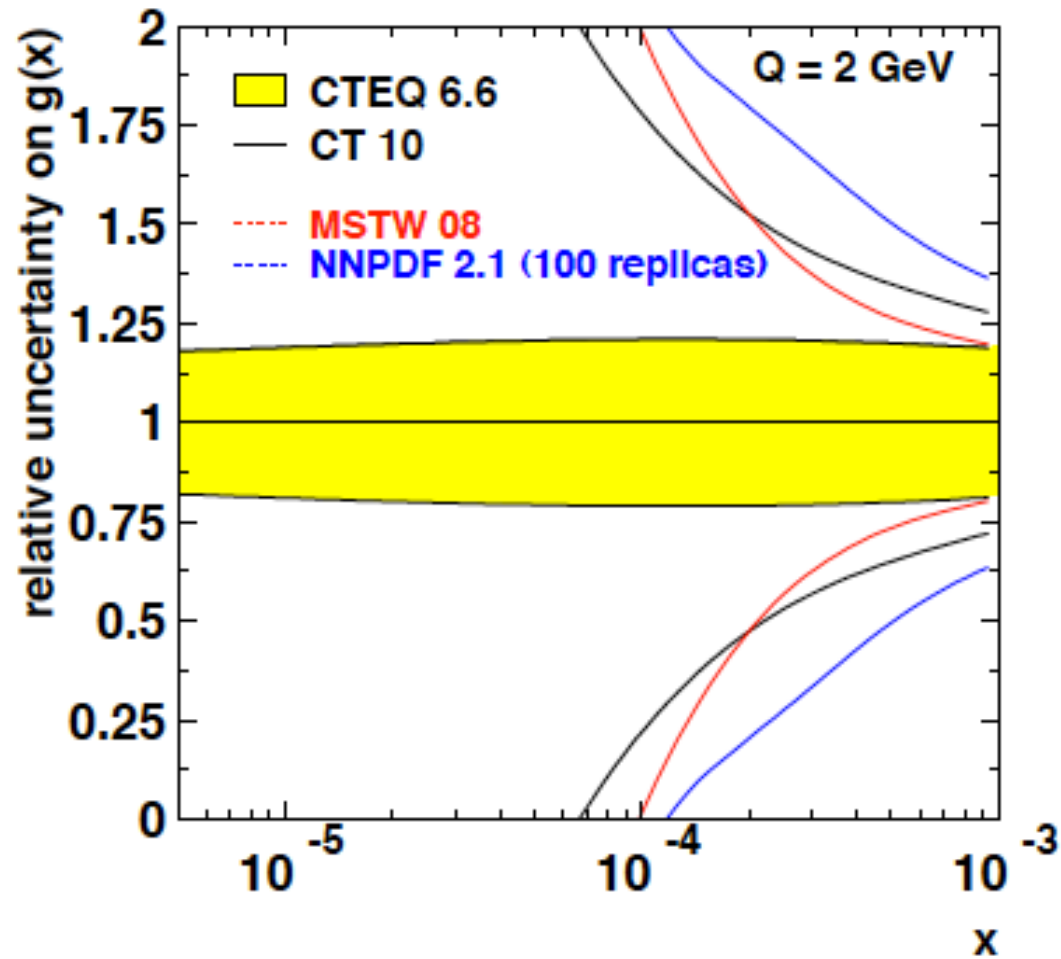 relative uncertainty on g(x)
2
1.75
1.5
1.25
1
0.75
0.5
0.25
0
Q = 2 GeV
CTEQ 6.6
CT 10
MSTW 08
NNPDF 2.1 (100 replicas)
10^-5
10^-4
10^-3
x